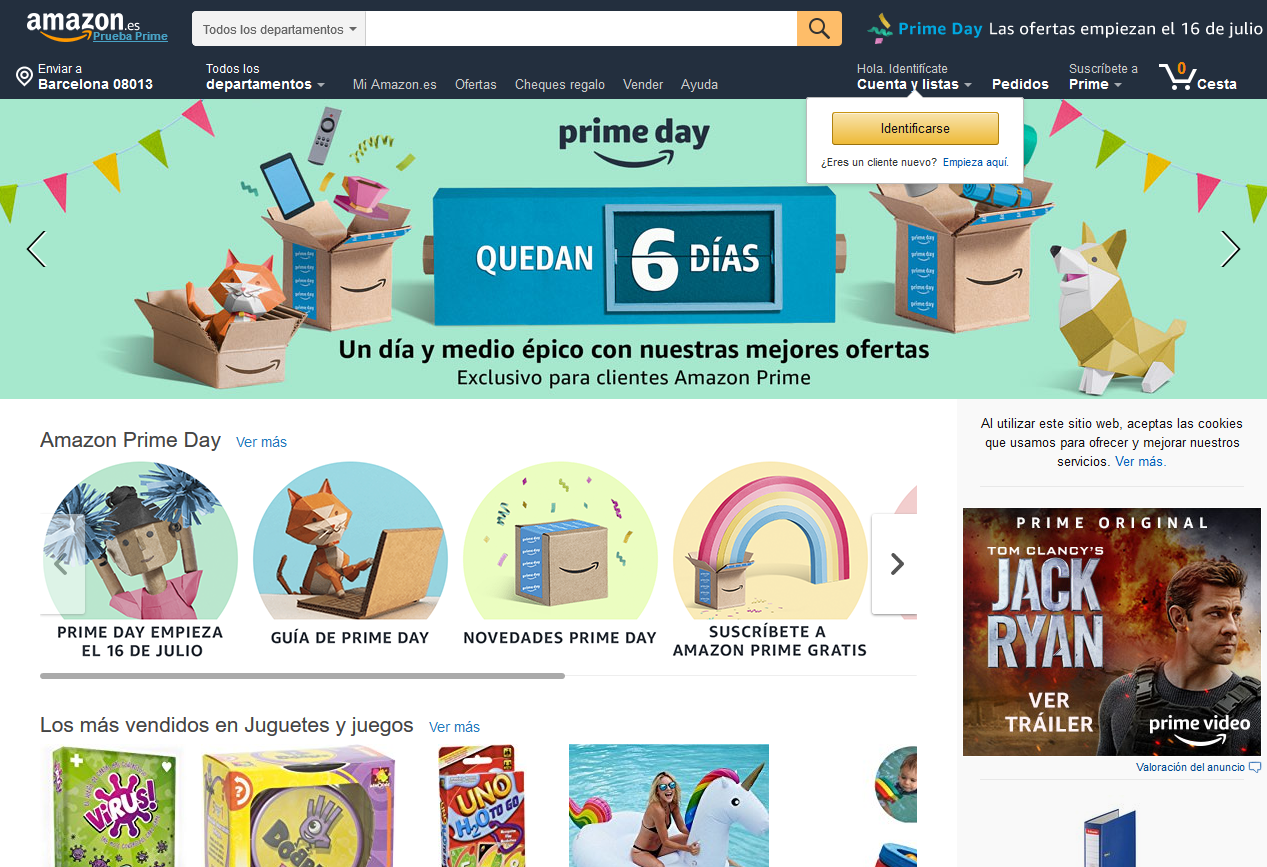 amazon.es
Prueba Prime
Todos los departamentos
Prime Day Las ofertas empiezan el 16 de julio
Enviar a
Barcelona 08013
Todos los
departamentos
Mi Amazon.es
Ofertas
Cheques regalo
Vender
Ayuda
Hola. Identifícate
Cuenta y listas
Pedidos
Suscríbete a
Prime
0
Cesta
Identificarse
¿Eres un cliente nuevo? Empieza aquí.
prime day
QUEDAN 6 DÍAS
Un día y medio épico con nuestras mejores ofertas
Exclusivo para clientes Amazon Prime
Amazon Prime Day Ver más
PRIME DAY EMPIEZA
EL 16 DE JULIO
GUÍA DE PRIME DAY
NOVEDADES PRIME DAY
SUSCRÍBETE A
AMAZON PRIME GRATIS
Al utilizar este sitio web, aceptas las cookies
que usamos para ofrecer y mejorar nuestros
servicios. Ver más.
PRIME ORIGINAL
TOM CLANCY'S
JACK
RYAN
VER
TRÁILER
prime video
Valoración del anuncio
Los más vendidos en Juguetes y juegos Ver más
VIRUS!
UNO
H2O TO GO